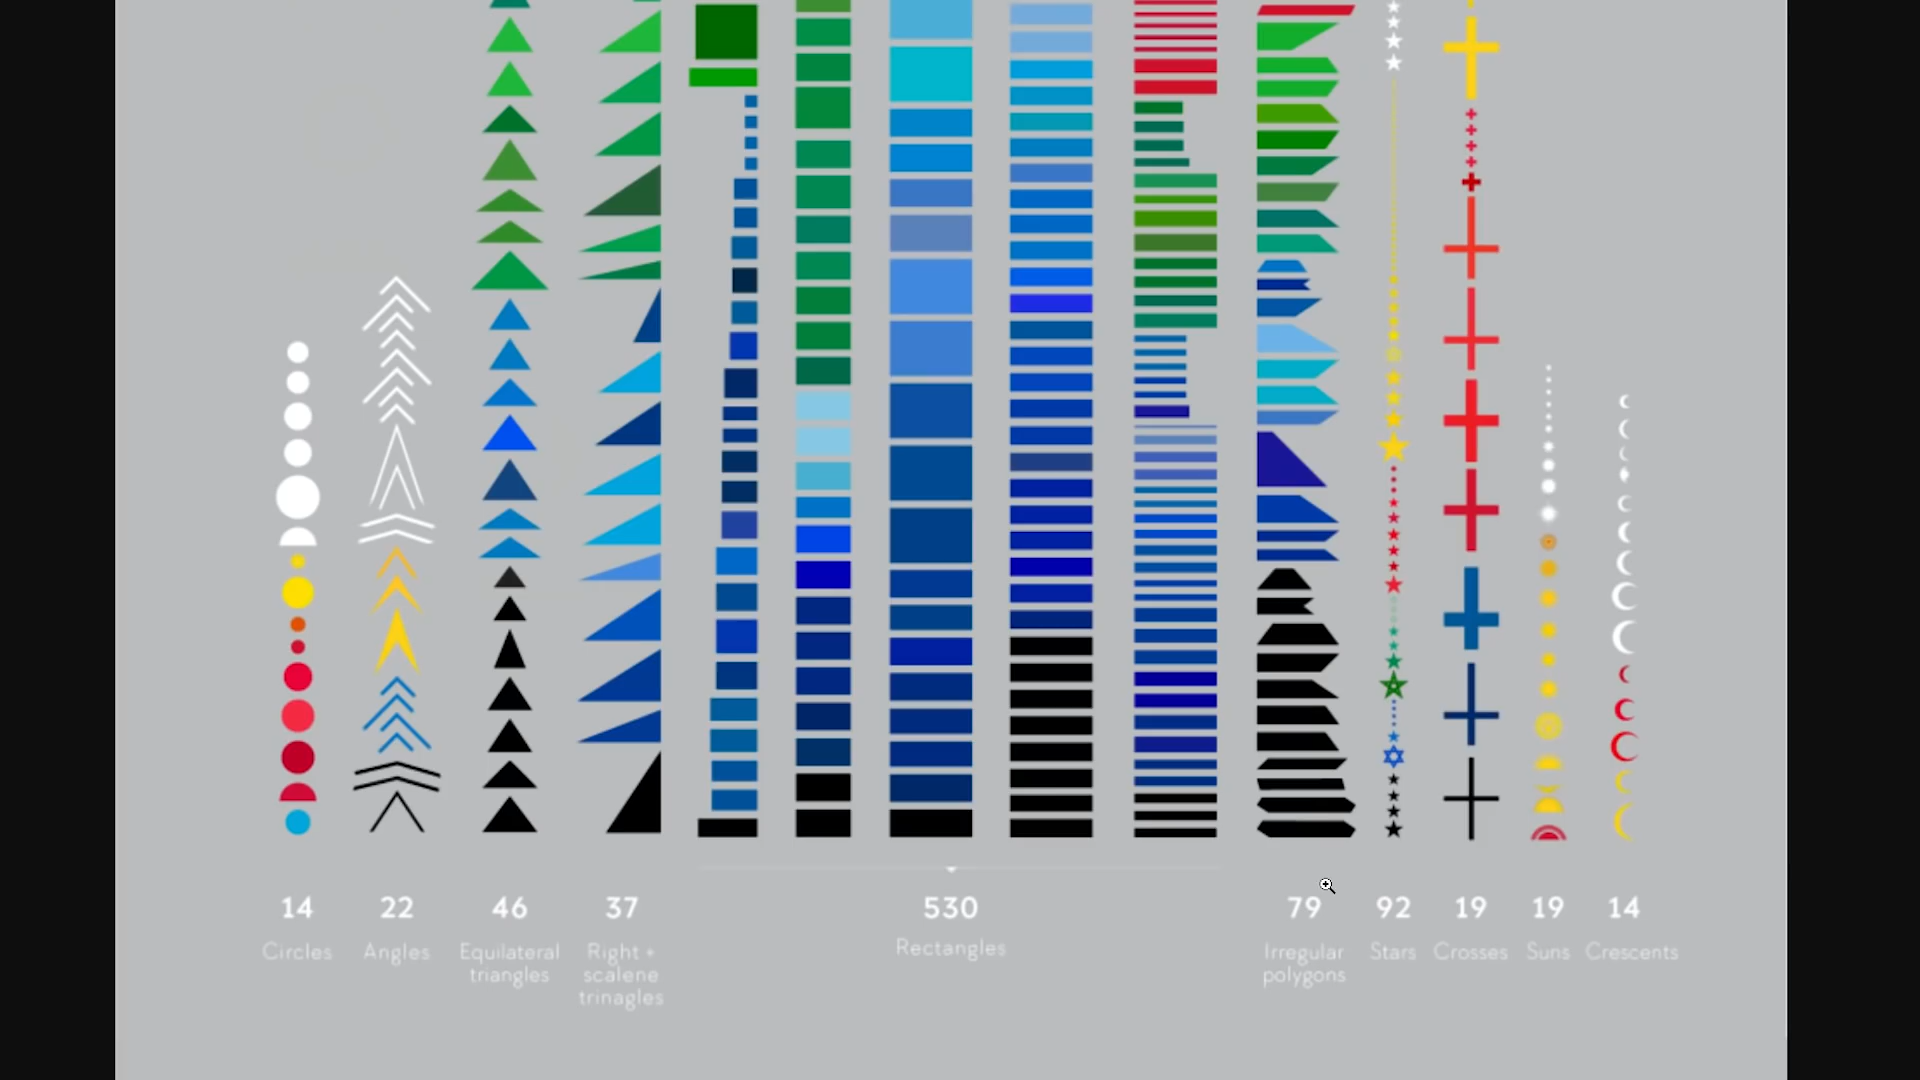 14
22
46
37
530
79
92
19
19
14
Circles
Angles
Equilateral
triangles
Right +
scalene
trinagles
Rectangles
Irregular
polygons
Stars
Crosses
Suns
Crescents